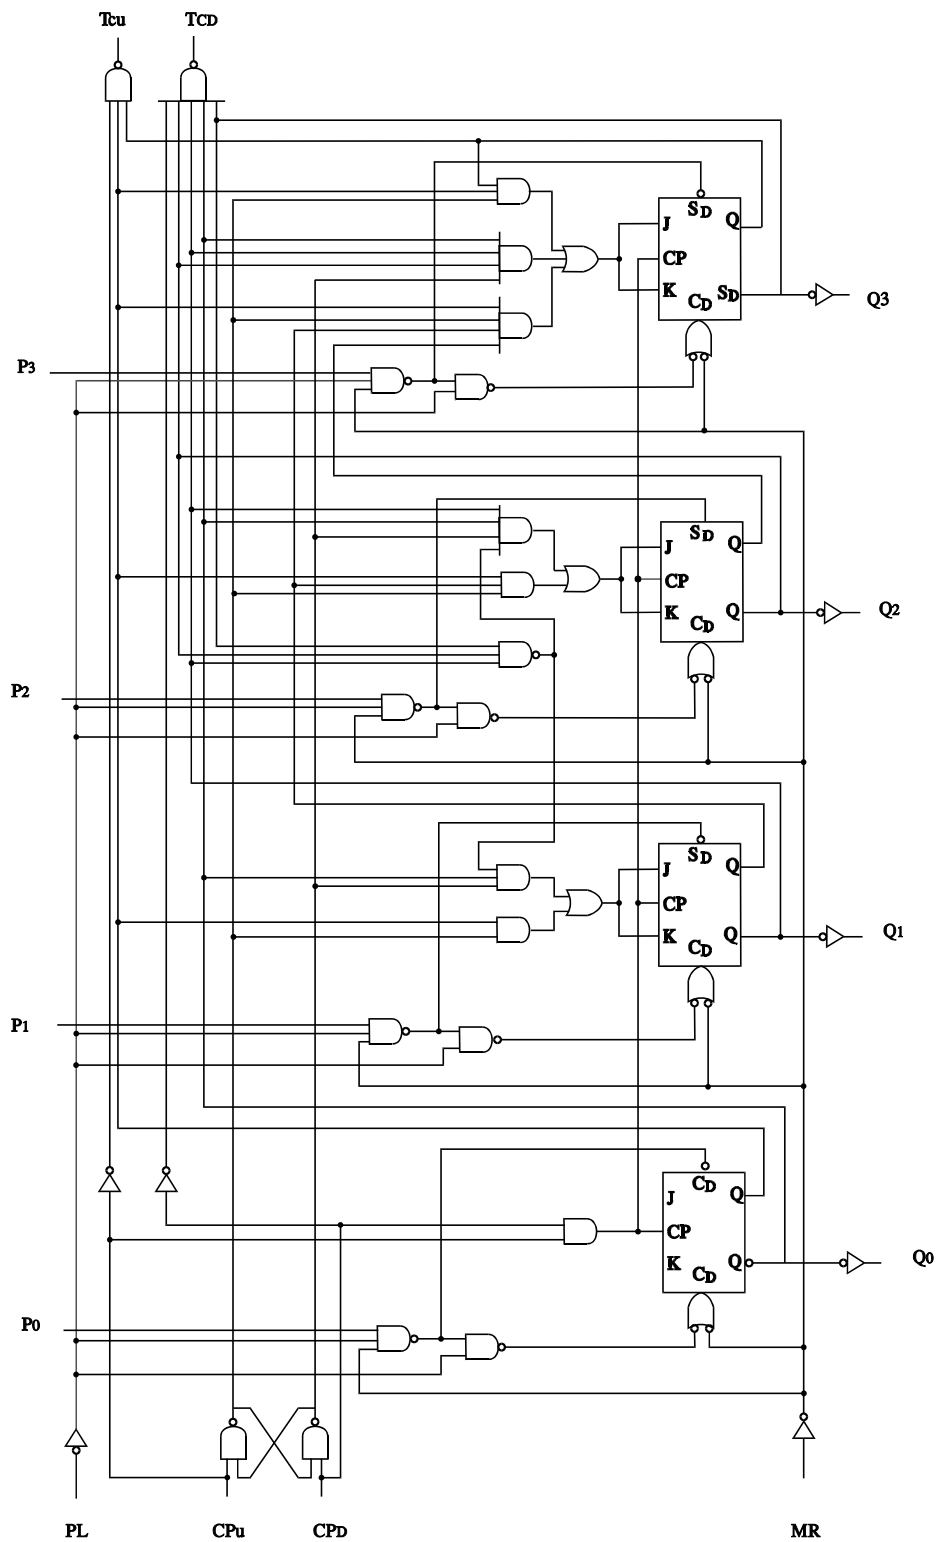 Tcu TCD
SD Q
J
CP
K CD SD Q3
P3
SD Q
J
CP
K CD Q Q2
P2
SD Q
J
CP
K CD Q Q1
P1
CD Q
J
CP
K CD Q Q0
P0
PL CPu CPD MR